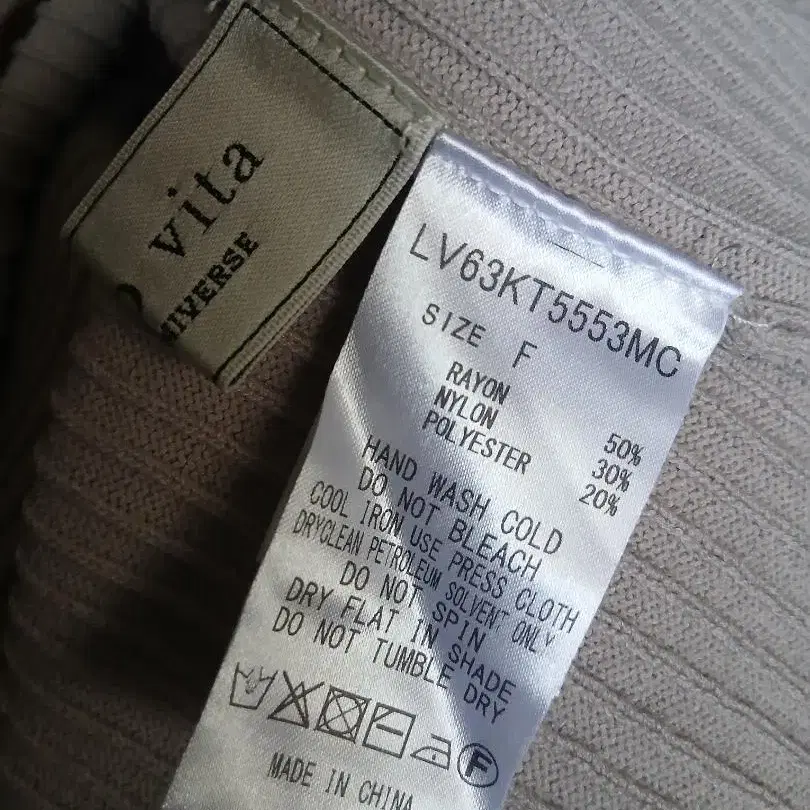 vita
LV63KT5553MC
SIZE F
RAYON 50%
NYLON 30%
POLYESTER 20%
HAND WASH COLD
DO NOT BLEACH
COOL IRON USE PRESS CLOTH
DRYCLEAN PETROLEUM SOLVENT ONLY
DO NOT SPIN
DRY FLAT IN SHADE
DO NOT TUMBLE DRY
F
MADE IN CHINA